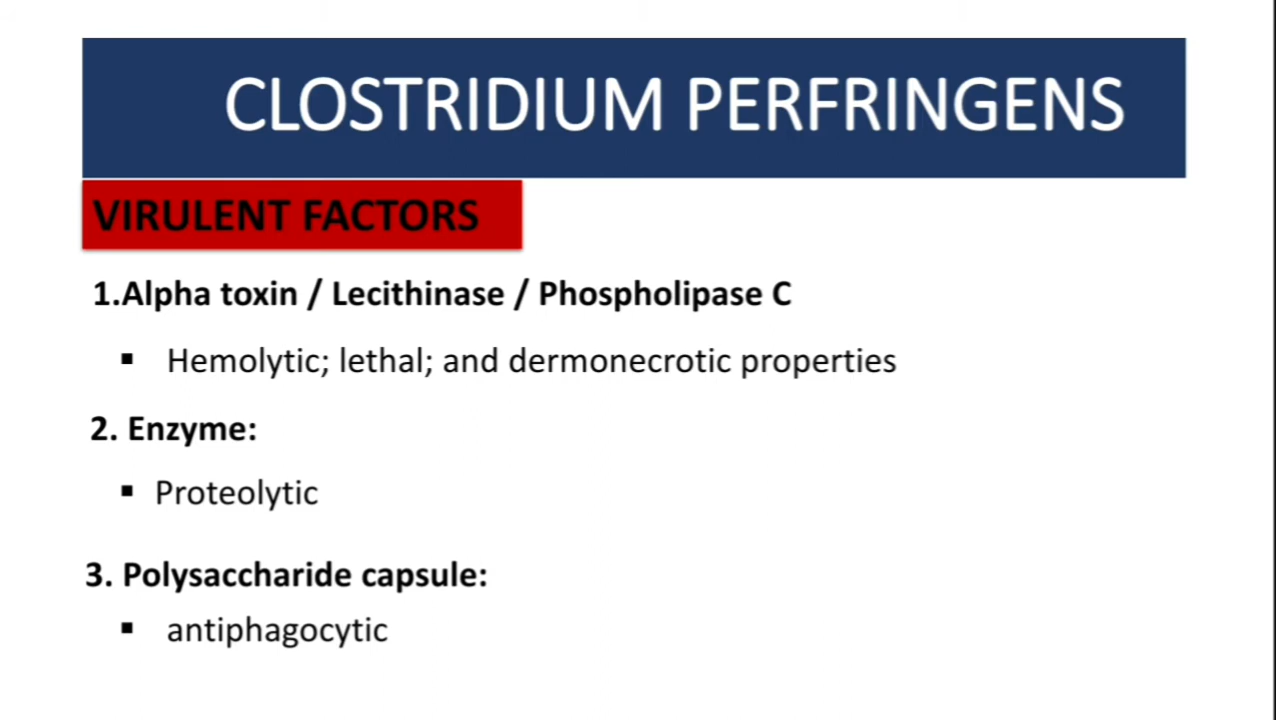 CLOSTRIDIUM PERFRINGENS
VIRULENT FACTORS
1.Alpha toxin / Lecithinase / Phospholipase C
▪ Hemolytic; lethal; and dermonecrotic properties
2. Enzyme:
▪ Proteolytic
3. Polysaccharide capsule:
▪ antiphagocytic